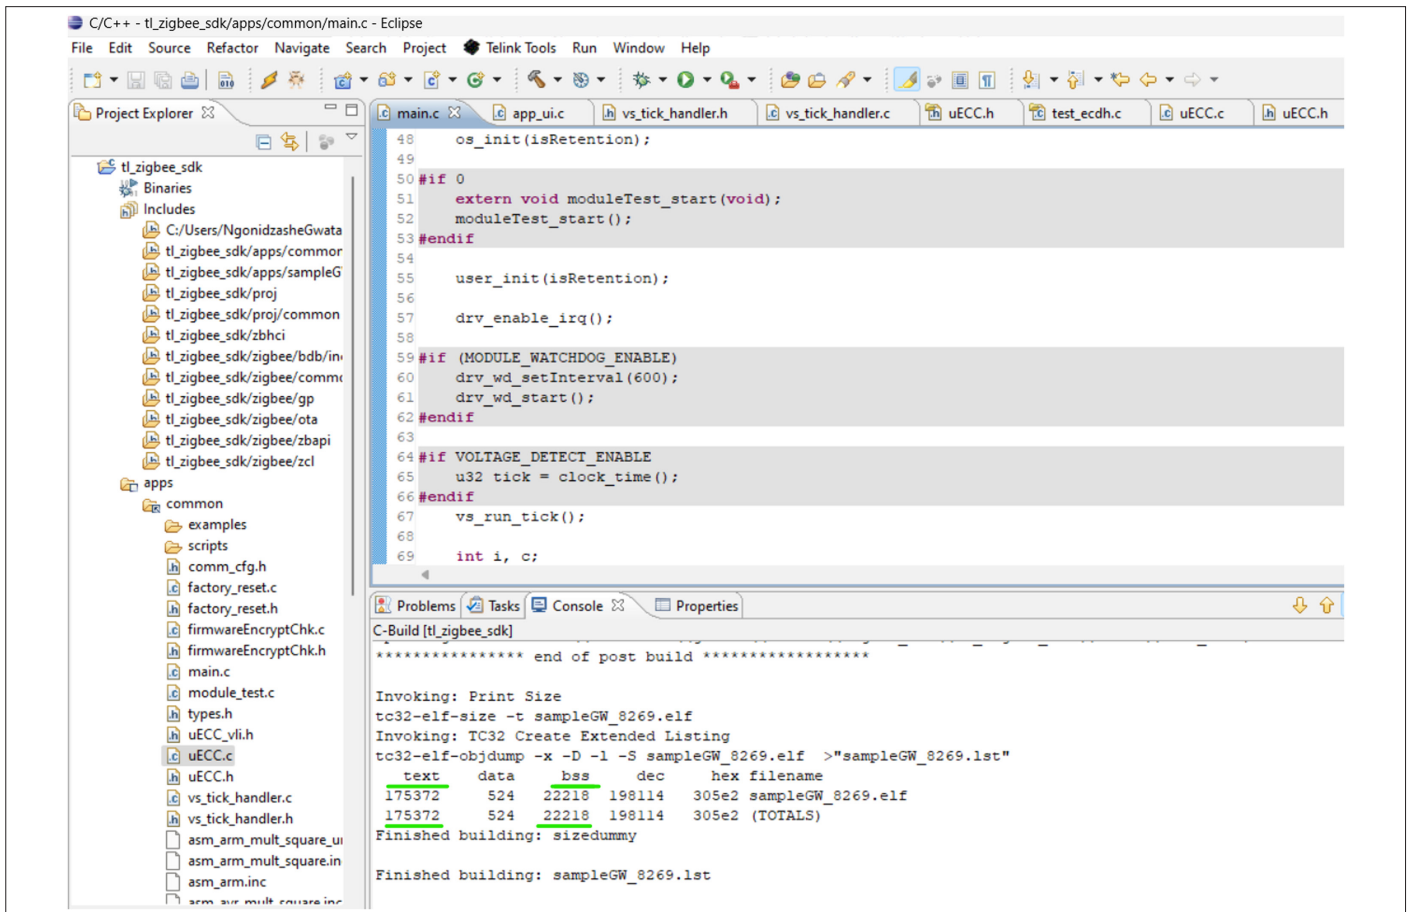 C/C++ - tl_zigbee_sdk/apps/common/main.c - Eclipse
File Edit Source Refactor Navigate Search Project Telink Tools Run Window Help
Project Explorer
tl_zigbee_sdk
Binaries
Includes
C:/Users/NgonidzasheGwata
tl_zigbee_sdk/apps/common
tl_zigbee_sdk/apps/sampleG
tl_zigbee_sdk/proj
tl_zigbee_sdk/proj/common
tl_zigbee_sdk/zbhci
tl_zigbee_sdk/zigbee/bdb/in
tl_zigbee_sdk/zigbee/comm
tl_zigbee_sdk/zigbee/gp
tl_zigbee_sdk/zigbee/ota
tl_zigbee_sdk/zigbee/zbapi
tl_zigbee_sdk/zigbee/zcl
apps
common
examples
scripts
comm_cfg.h
factory_reset.c
factory_reset.h
firmwareEncryptChk.c
firmwareEncryptChk.h
main.c
module_test.c
types.h
uECC_vli.h
uECC.c
uECC.h
vs_tick_handler.c
vs_tick_handler.h
asm_arm_mult_square_u
asm_arm_mult_square.in
asm_arm.inc
asm_avr_mult_square.inc
main.c app_ui.c vs_tick_handler.h vs_tick_handler.c uECC.h test_ecdh.c uECC.c uECC.h
48 os_init(isRetention);
49
50 #if 0
51 extern void moduleTest_start(void);
52 moduleTest_start();
53 #endif
54
55 user_init(isRetention);
56
57 drv_enable_irq();
58
59 #if (MODULE_WATCHDOG_ENABLE)
60 drv_wd_setInterval(600);
61 drv_wd_start();
62 #endif
63
64 #if VOLTAGE_DETECT_ENABLE
65 u32 tick = clock_time();
66 #endif
67 vs_run_tick();
68
69 int i, c;
Problems Tasks Console Properties
C-Build [tl_zigbee_sdk]
**************** end of post build ******************
Invoking: Print Size
tc32-elf-size -t sampleGW_8269.elf
Invoking: TC32 Create Extended Listing
tc32-elf-objdump -x -D -l -S sampleGW_8269.elf >"sampleGW_8269.lst"
text data bss dec hex filename
175372 524 22218 198114 305e2 sampleGW_8269.elf
175372 524 22218 198114 305e2 (TOTALS)
Finished building: sizedummy
Finished building: sampleGW_8269.lst